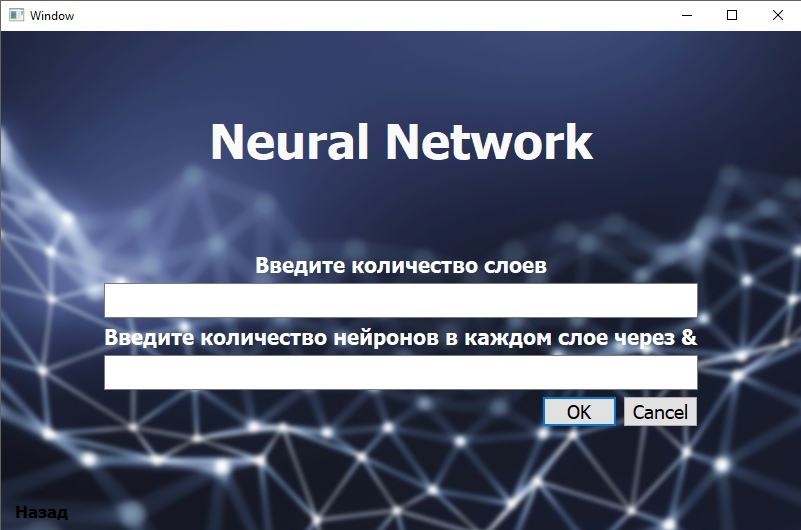 Window
Neural Network
Введите количество слоев
Введите количество нейронов в каждом слое через &
OK Cancel
Назад